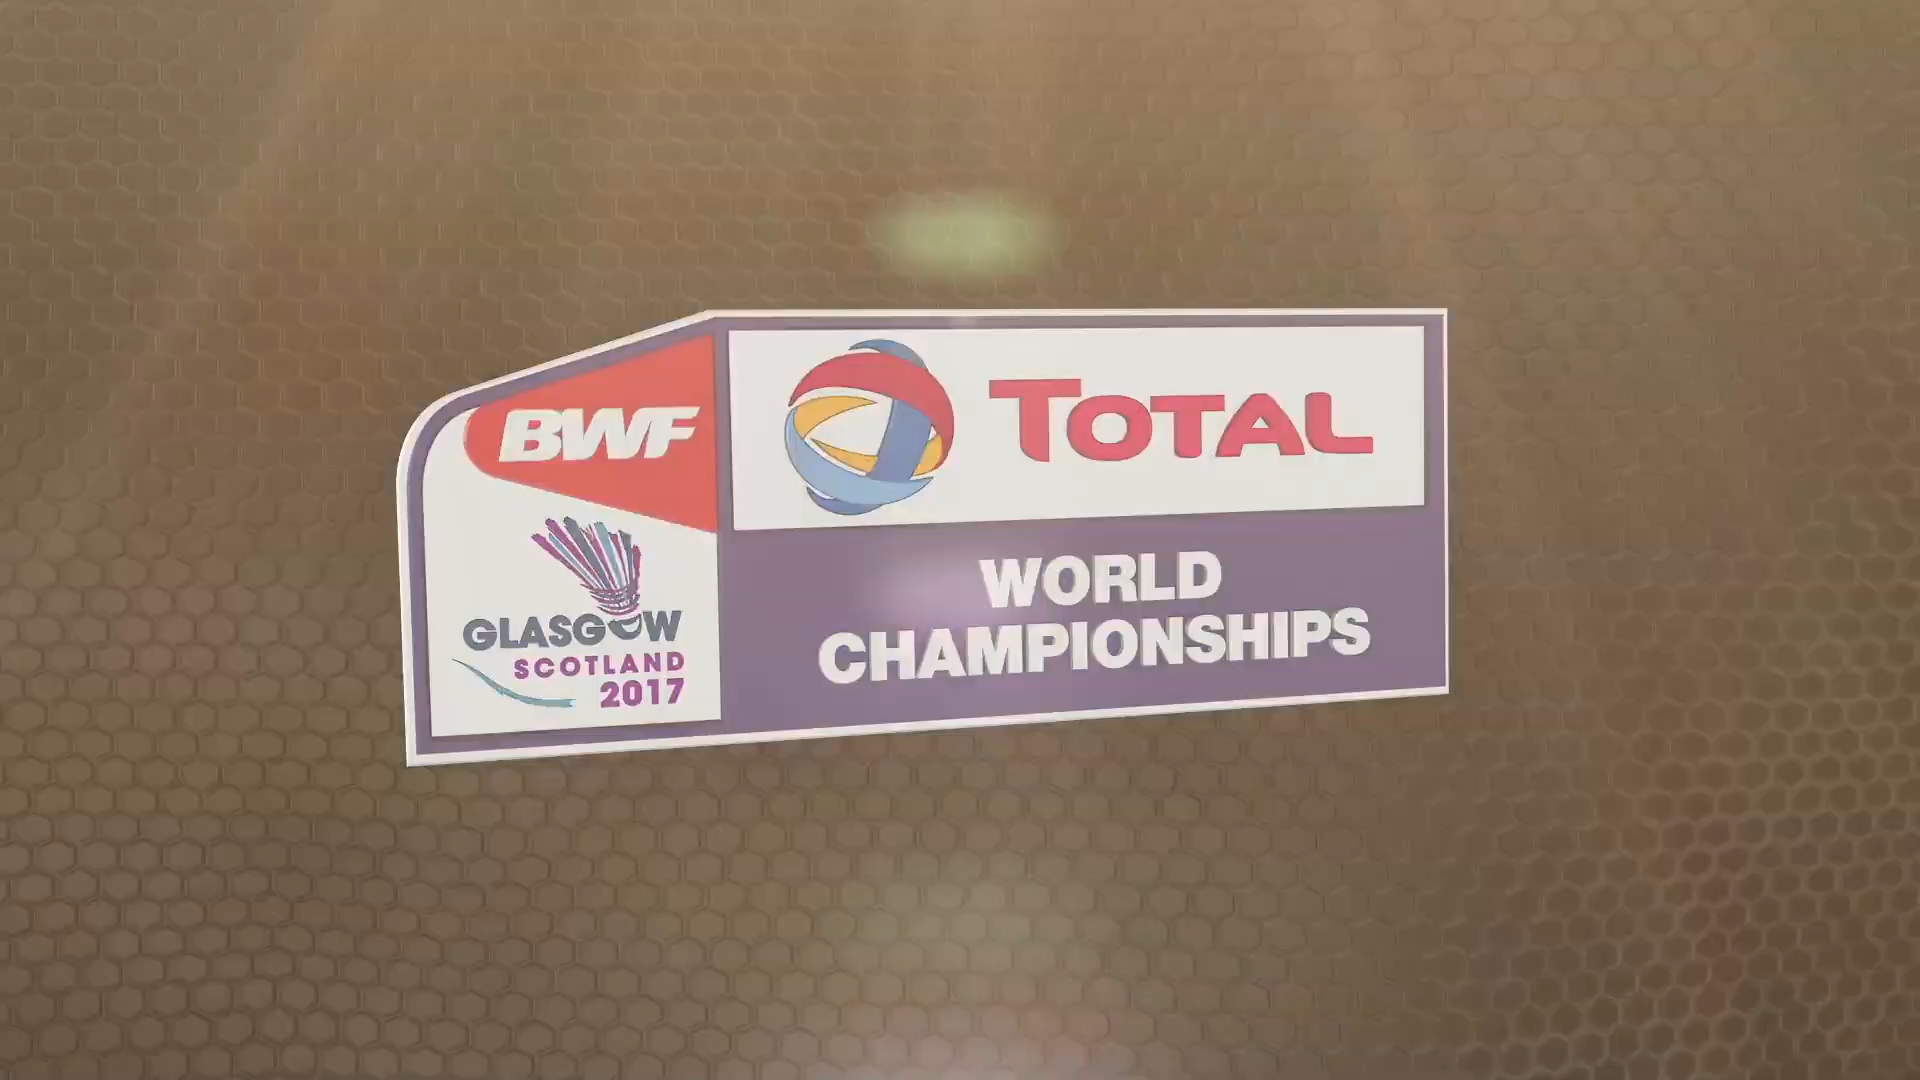 BWF
TOTAL
GLASGOW
SCOTLAND
2017
WORLD
CHAMPIONSHIPS